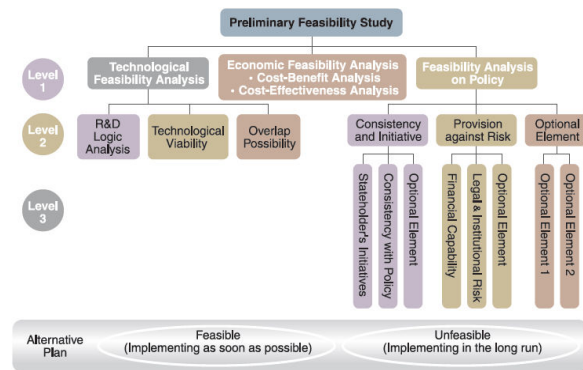 Preliminary Feasibility Study
Level
1
Technological
Feasibility Analysis
Economic Feasibility Analysis
• Cost-Benefit Analysis
• Cost-Effectiveness Analysis
Feasibility Analysis
on Policy
Level
2
R&D
Logic
Analysis
Technological
Viability
Overlap
Possibility
Consistency
and Initiative
Provision
against Risk
Optional
Element
Level
3
Stateholder's Initiatives
Consistency with Policy
Optional Element
Financial Capability
Legal & Institutional Risk
Optional Element
Optional Element 1
Optional Element 2
Alternative
Plan
Feasible
(Implementing as soon as possible)
Unfeasible
(Implementing in the long run)